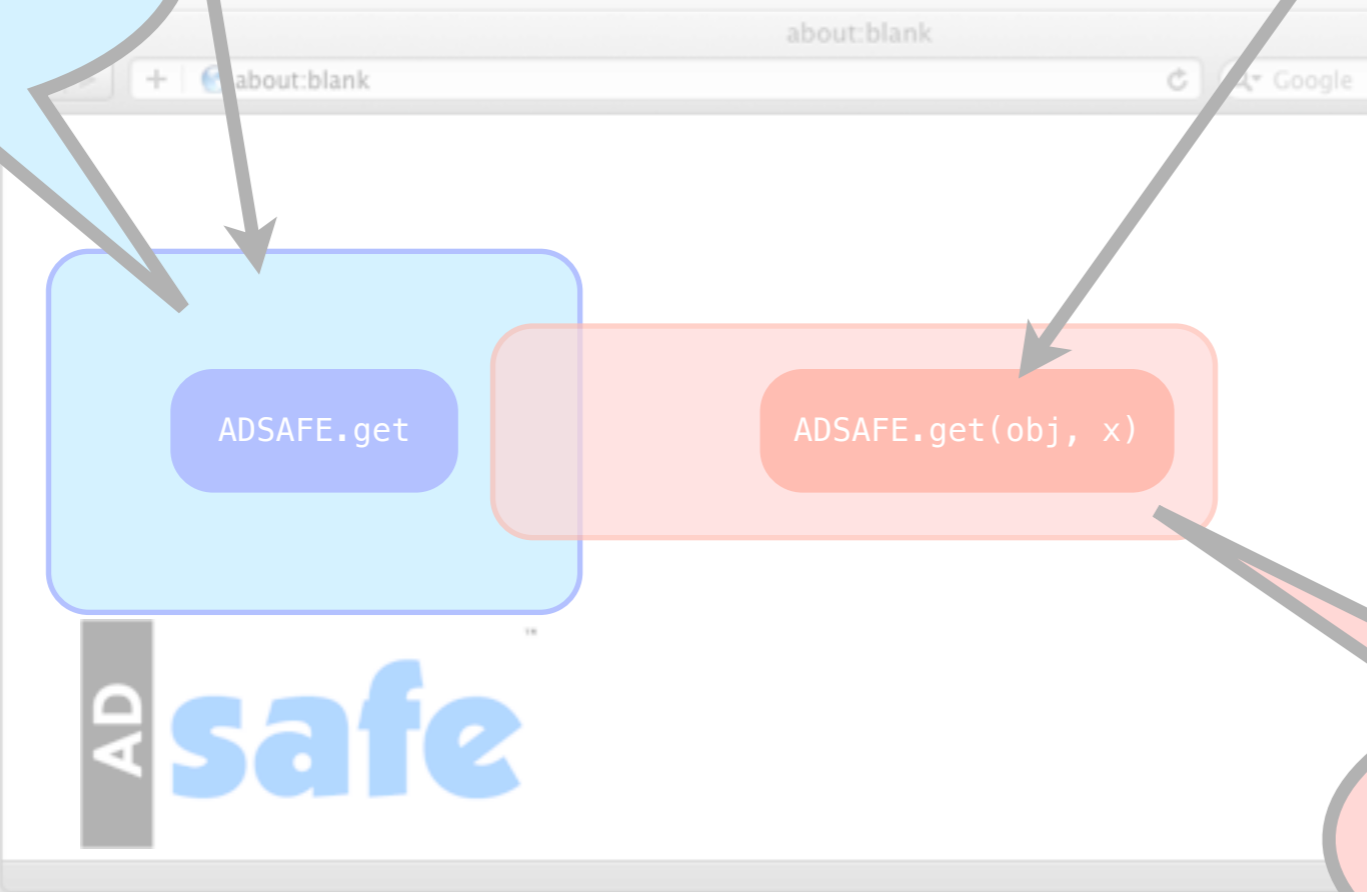 about:blank
about:blank
Google
ADSAFE.get
ADSAFE.get(obj, x)
AD
safe
™